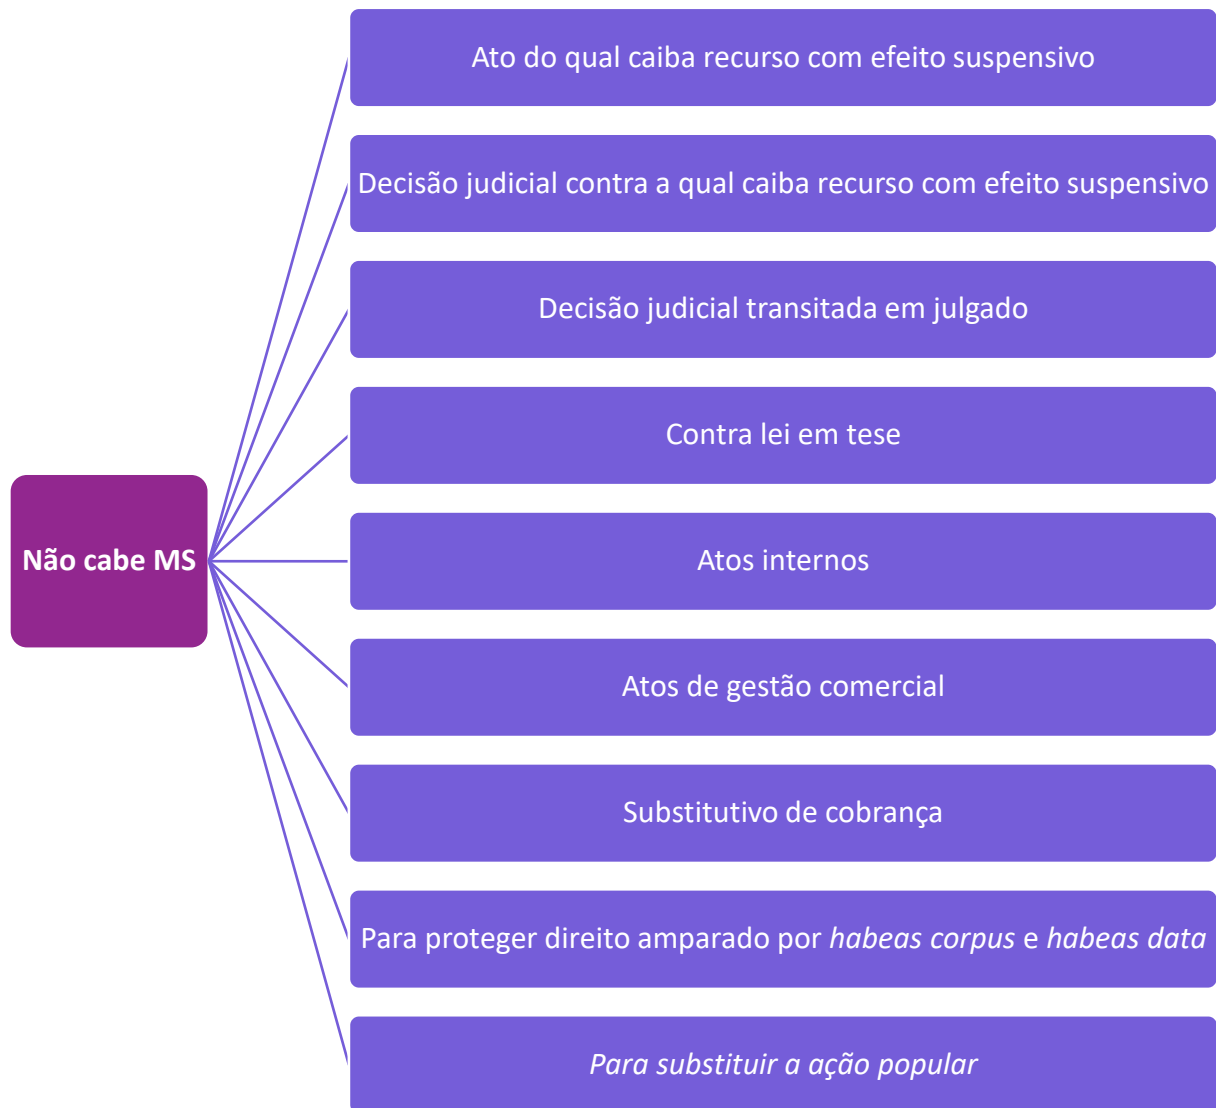 Ato do qual caiba recurso com efeito suspensivo
Decisão judicial contra a qual caiba recurso com efeito suspensivo
Decisão judicial transitada em julgado
Contra lei em tese
Não cabe MS
Atos internos
Atos de gestão comercial
Substitutivo de cobrança
Para proteger direito amparado por habeas corpus e habeas data
Para substituir a ação popular